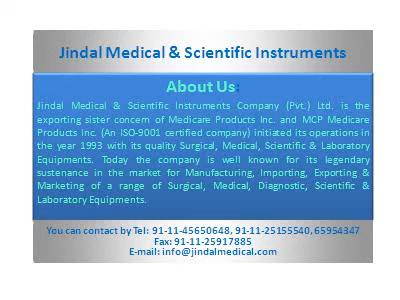 Jindal Medical & Scientific Instruments
About Us:
Jindal Medical & Scientific Instruments Company (Pvt.) Ltd. is the
exporting sister concern of Medicare Products Inc. and MCP Medicare
Products Inc. (An ISO-9001 certified company) initiated its operations in
the year 1993 with its quality Surgical, Medical, Scientific & Laboratory
Equipments. Today the company is well known for its legendary
sustenance in the market for Manufacturing, Importing, Exporting &
Marketing of a range of Surgical, Medical, Diagnostic, Scientific &
Laboratory Equipments.
You can contact by Tel: 91-11-45650648, 91-11-25155540, 65954347
Fax: 91-11-25917885
E-mail: info@jindalmedical.com